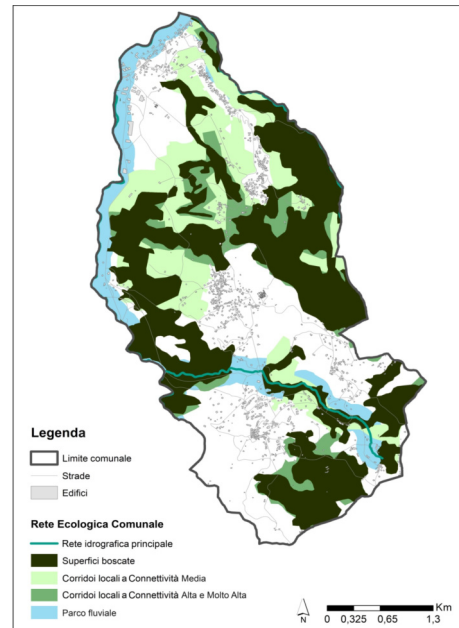 Legenda
Limite comunale
Strade
Edifici
Rete Ecologica Comunale
Rete idrografica principale
Superfici boscate
Corridoi locali a Connettività Media
Corridoi locali a Connettività Alta e Molto Alta
Parco fluviale
N
Km
0 0,325 0,65 1,3